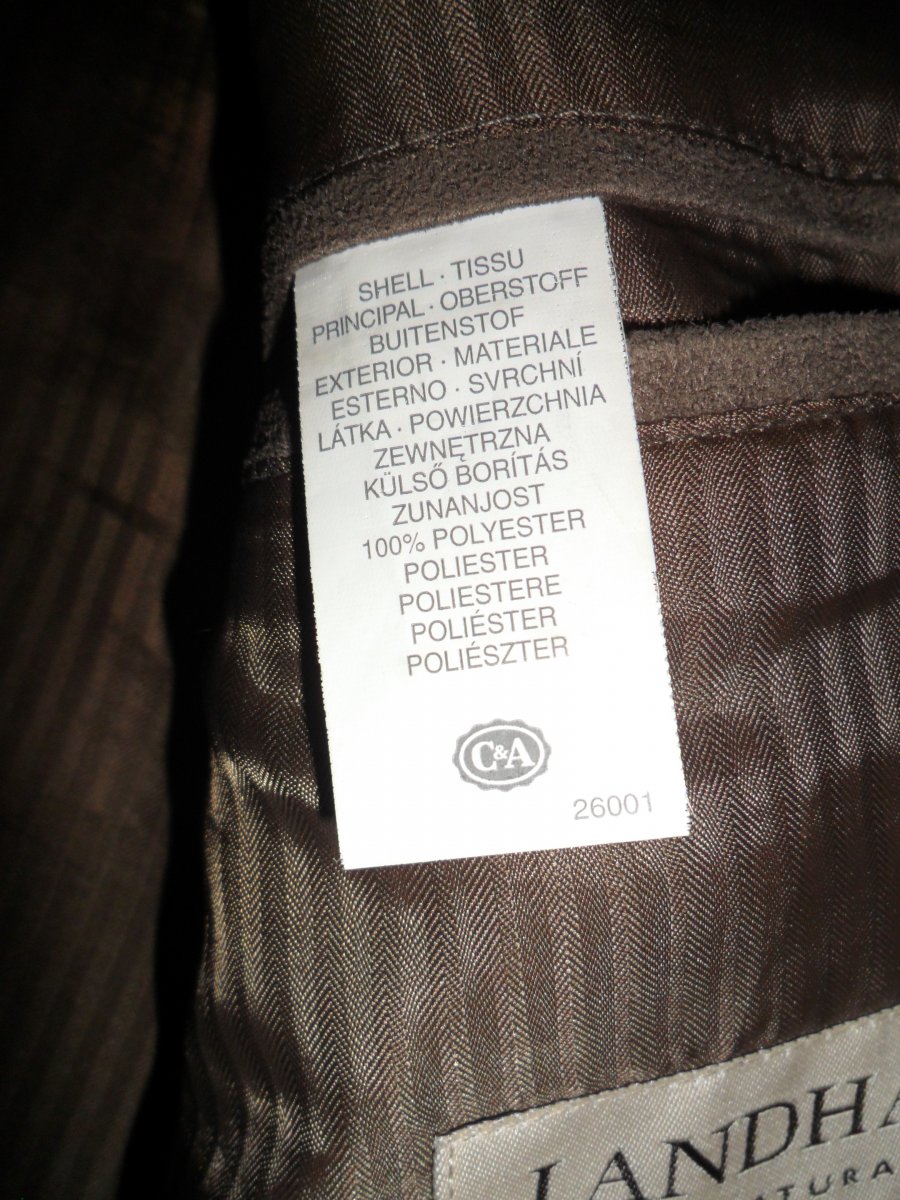 SHELL · TISSU
PRINCIPAL · OBERSTOFF
BUITENSTOF
EXTERIOR · MATERIALE
ESTERNO · SVRCHNÍ
LÁTKA · POWIERZCHNIA
ZEWNĘTRZNA
KÜLSŐ BORÍTÁS
ZUNANJOST
100% POLYESTER
POLIESTER
POLIESTERE
POLIÉSTER
POLIÉSZTER
C&A
26001
LANDHA
TURA